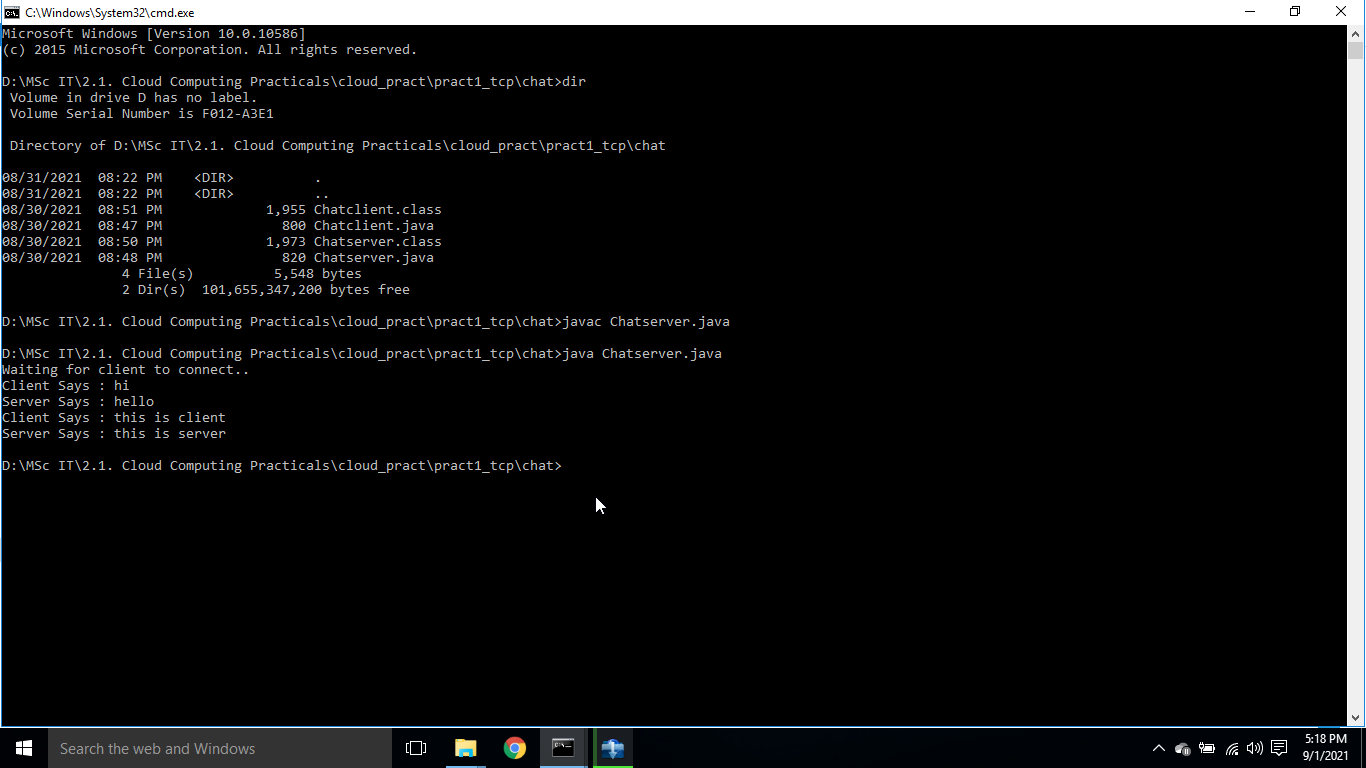 C:\Windows\System32\cmd.exe
Microsoft Windows [Version 10.0.10586]
(c) 2015 Microsoft Corporation. All rights reserved.
D:\MSc IT\2.1. Cloud Computing Practicals\cloud_pract\pract1_tcp\chat>dir
Volume in drive D has no label.
Volume Serial Number is F012-A3E1
Directory of D:\MSc IT\2.1. Cloud Computing Practicals\cloud_pract\pract1_tcp\chat
08/31/2021  08:22 PM    <DIR>          .
08/31/2021  08:22 PM    <DIR>          ..
08/30/2021  08:51 PM             1,955 Chatclient.class
08/30/2021  08:47 PM               800 Chatclient.java
08/30/2021  08:50 PM             1,973 Chatserver.class
08/30/2021  08:48 PM               820 Chatserver.java
4 File(s)          5,548 bytes
2 Dir(s)  101,655,347,200 bytes free
D:\MSc IT\2.1. Cloud Computing Practicals\cloud_pract\pract1_tcp\chat>javac Chatserver.java
D:\MSc IT\2.1. Cloud Computing Practicals\cloud_pract\pract1_tcp\chat>java Chatserver.java
Waiting for client to connect..
Client Says : hi
Server Says : hello
Client Says : this is client
Server Says : this is server
D:\MSc IT\2.1. Cloud Computing Practicals\cloud_pract\pract1_tcp\chat>
Search the web and Windows
5:18 PM
9/1/2021